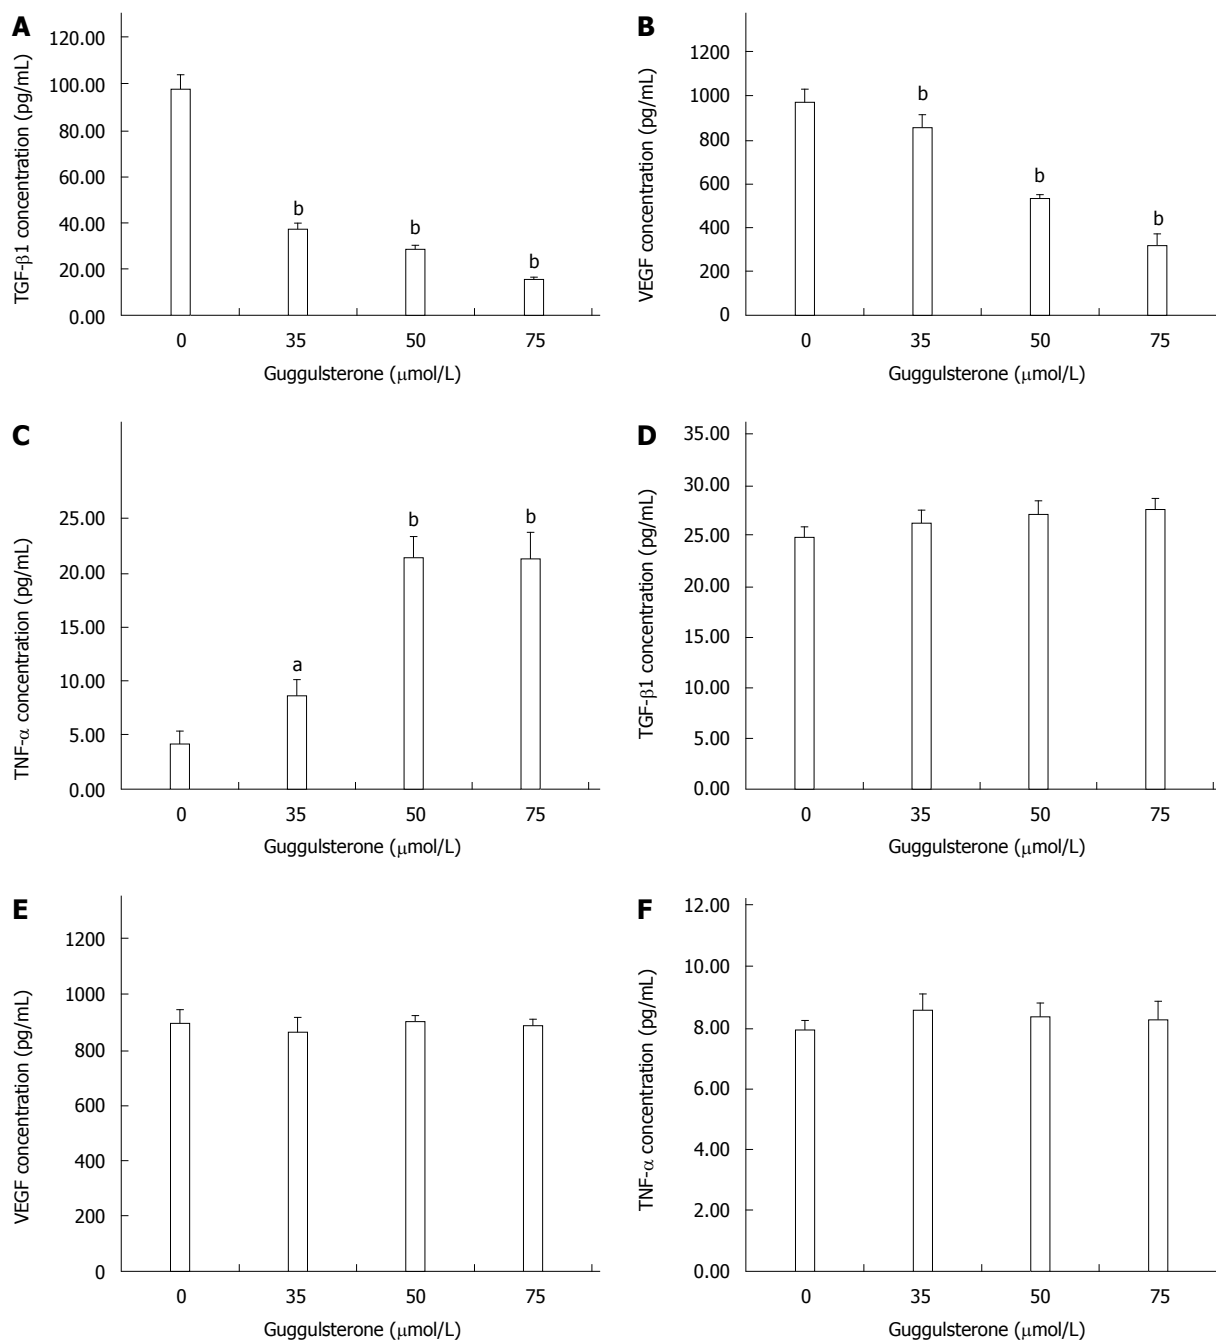 A
TGF-β1 concentration (pg/mL)
120.00
100.00
80.00
60.00
40.00
20.00
0.00
b
b
b
0 35 50 75
Guggulsterone (μmol/L)
B
VEGF concentration (pg/mL)
1200
1000
800
600
400
200
0
b
b
b
0 35 50 75
Guggulsterone (μmol/L)
C
TNF-α concentration (pg/mL)
25.00
20.00
15.00
10.00
5.00
0.00
a
b
b
0 35 50 75
Guggulsterone (μmol/L)
D
TGF-β1 concentration (pg/mL)
35.00
30.00
25.00
20.00
15.00
10.00
5.00
0.00
0 35 50 75
Guggulsterone (μmol/L)
E
VEGF concentration (pg/mL)
1200
1000
800
600
400
200
0
0 35 50 75
Guggulsterone (μmol/L)
F
TNF-α concentration (pg/mL)
12.00
10.00
8.00
6.00
4.00
2.00
0.00
0 35 50 75
Guggulsterone (μmol/L)